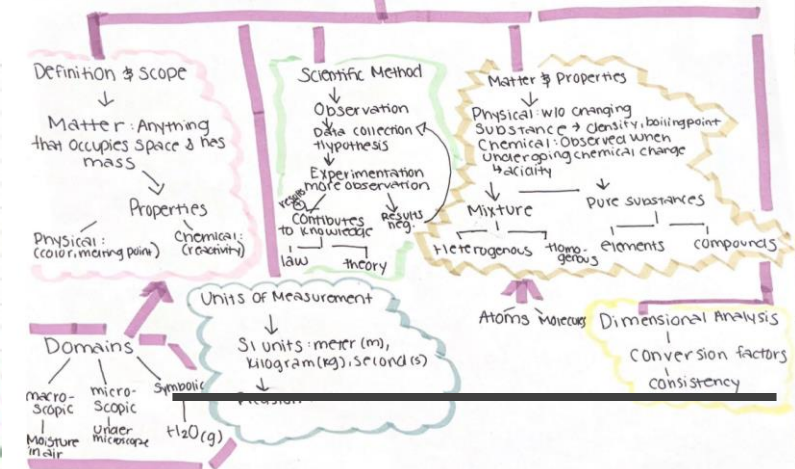 Definition & Scope
Matter: Anything
that occupies space & has
mass
Properties
Physical:
(color, melting point)
Chemical:
(reactivity)
Scientific Method
Observation
Data collection
Hypothesis
Experimentation
more observation
results
Contributes
to knowledge
Results
neg.
law
theory
Matter & Properties
Physical: w/o changing
substance → density, boiling point
Chemical: Observed when
undergoing chemical change
↳ acidity
Mixture
Pure substances
Heterogenous
Homo-
genous
elements
compounds
Atoms
Domains
macro-
scopic
Moisture
in air
micro-
scopic
under
microscope
Symbolic
H2O(g)
Units of Measurement
SI units: meter (m),
kilogram (kg), second (s)
Dimensional Analysis
conversion factors
consistency